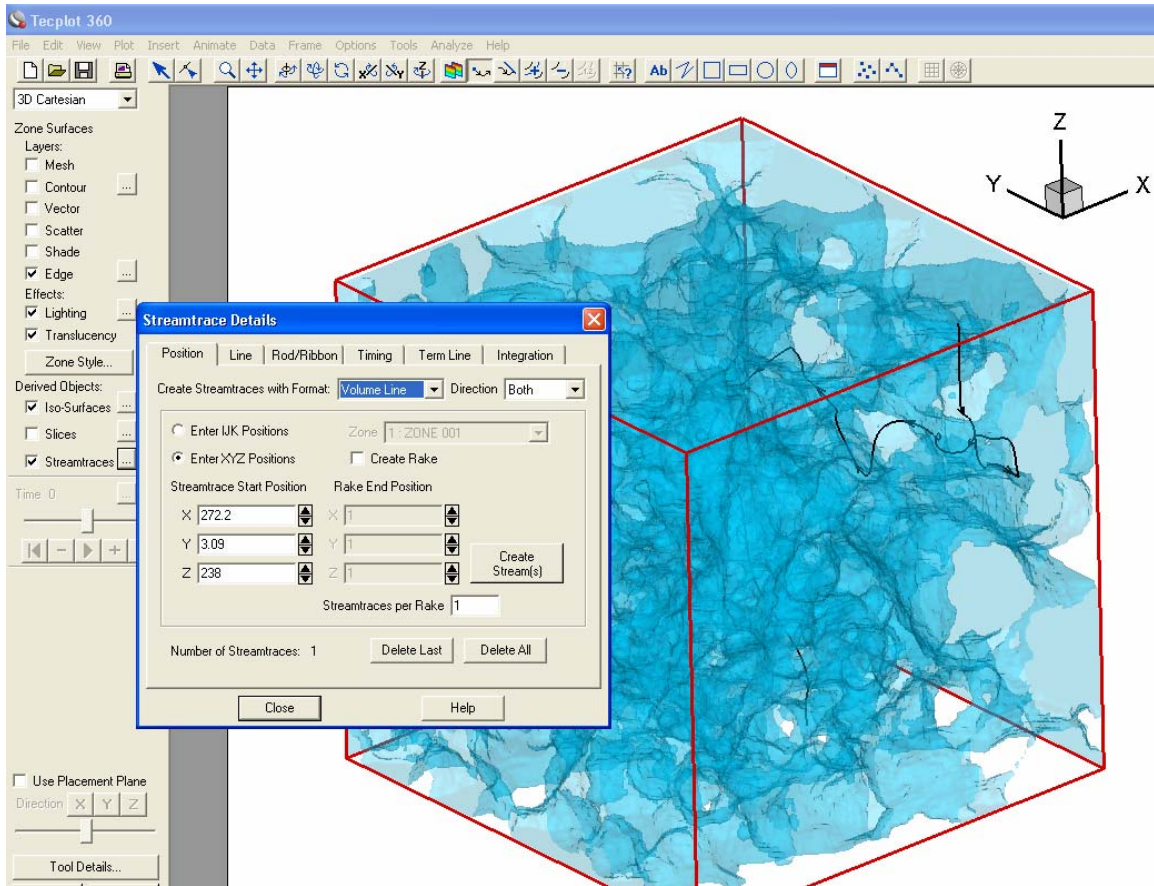 Tecplot 360
File Edit View Plot Insert Animate Data Frame Options Tools Analyze Help
Ab
3D Cartesian
Zone Surfaces
Layers:
Mesh
Contour ...
Vector
Scatter
Shade
Edge ...
Effects:
Lighting ...
Translucency
Zone Style...
Derived Objects:
Iso-Surfaces ...
Slices ...
Streamtraces ...
Time 0 ...
Use Placement Plane
Direction X Y Z
Tool Details...
Streamtrace Details
Position Line Rod/Ribbon Timing Term Line Integration
Create Streamtraces with Format: Volume Line Direction Both
Enter IJK Positions Zone 1 : ZONE 001
Enter XYZ Positions Create Rake
Streamtrace Start Position Rake End Position
X 272.2 X 1
Y 3.09 Y 1
Z 238 Z 1
Create
Stream(s)
Streamtraces per Rake 1
Number of Streamtraces: 1 Delete Last Delete All
Close Help
Z
Y X